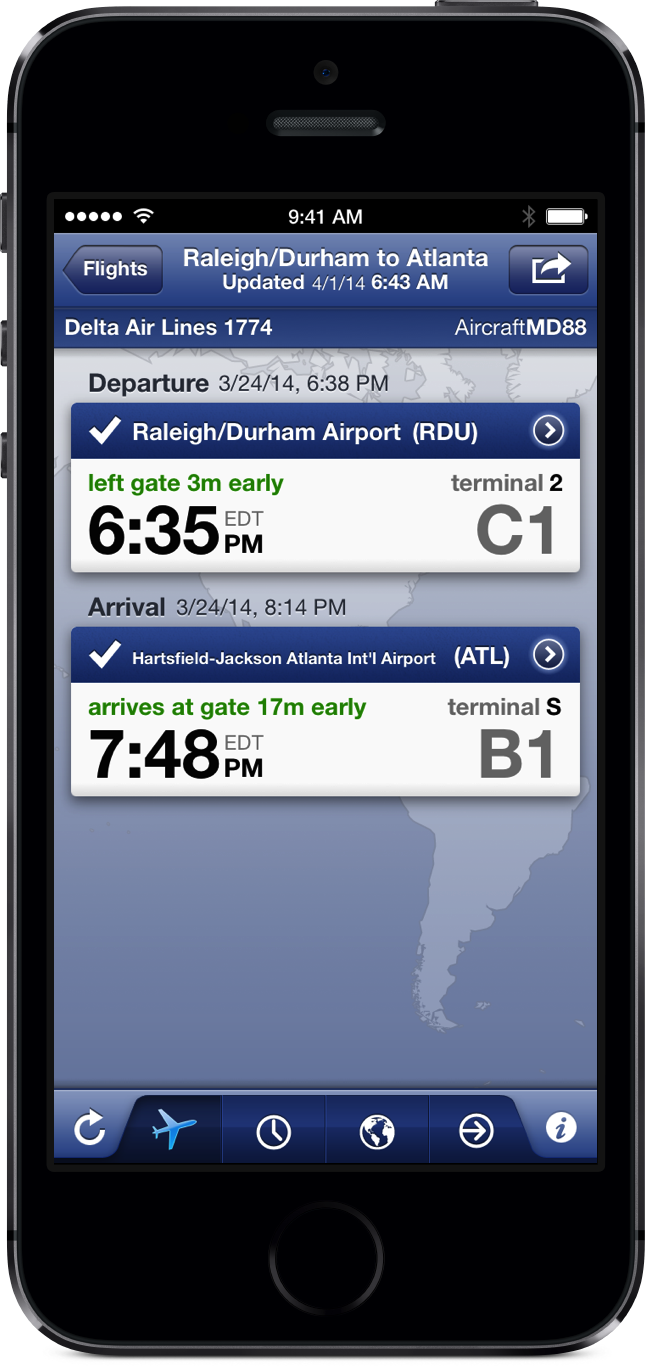 9:41 AM
Flights
Raleigh/Durham to Atlanta
Updated 4/1/14 6:43 AM
Delta Air Lines 1774 AircraftMD88
Departure 3/24/14, 6:38 PM
Raleigh/Durham Airport (RDU)
left gate 3m early terminal 2
6:35 EDT PM C1
Arrival 3/24/14, 8:14 PM
Hartsfield-Jackson Atlanta Int'l Airport (ATL)
arrives at gate 17m early terminal S
7:48 EDT PM B1
i